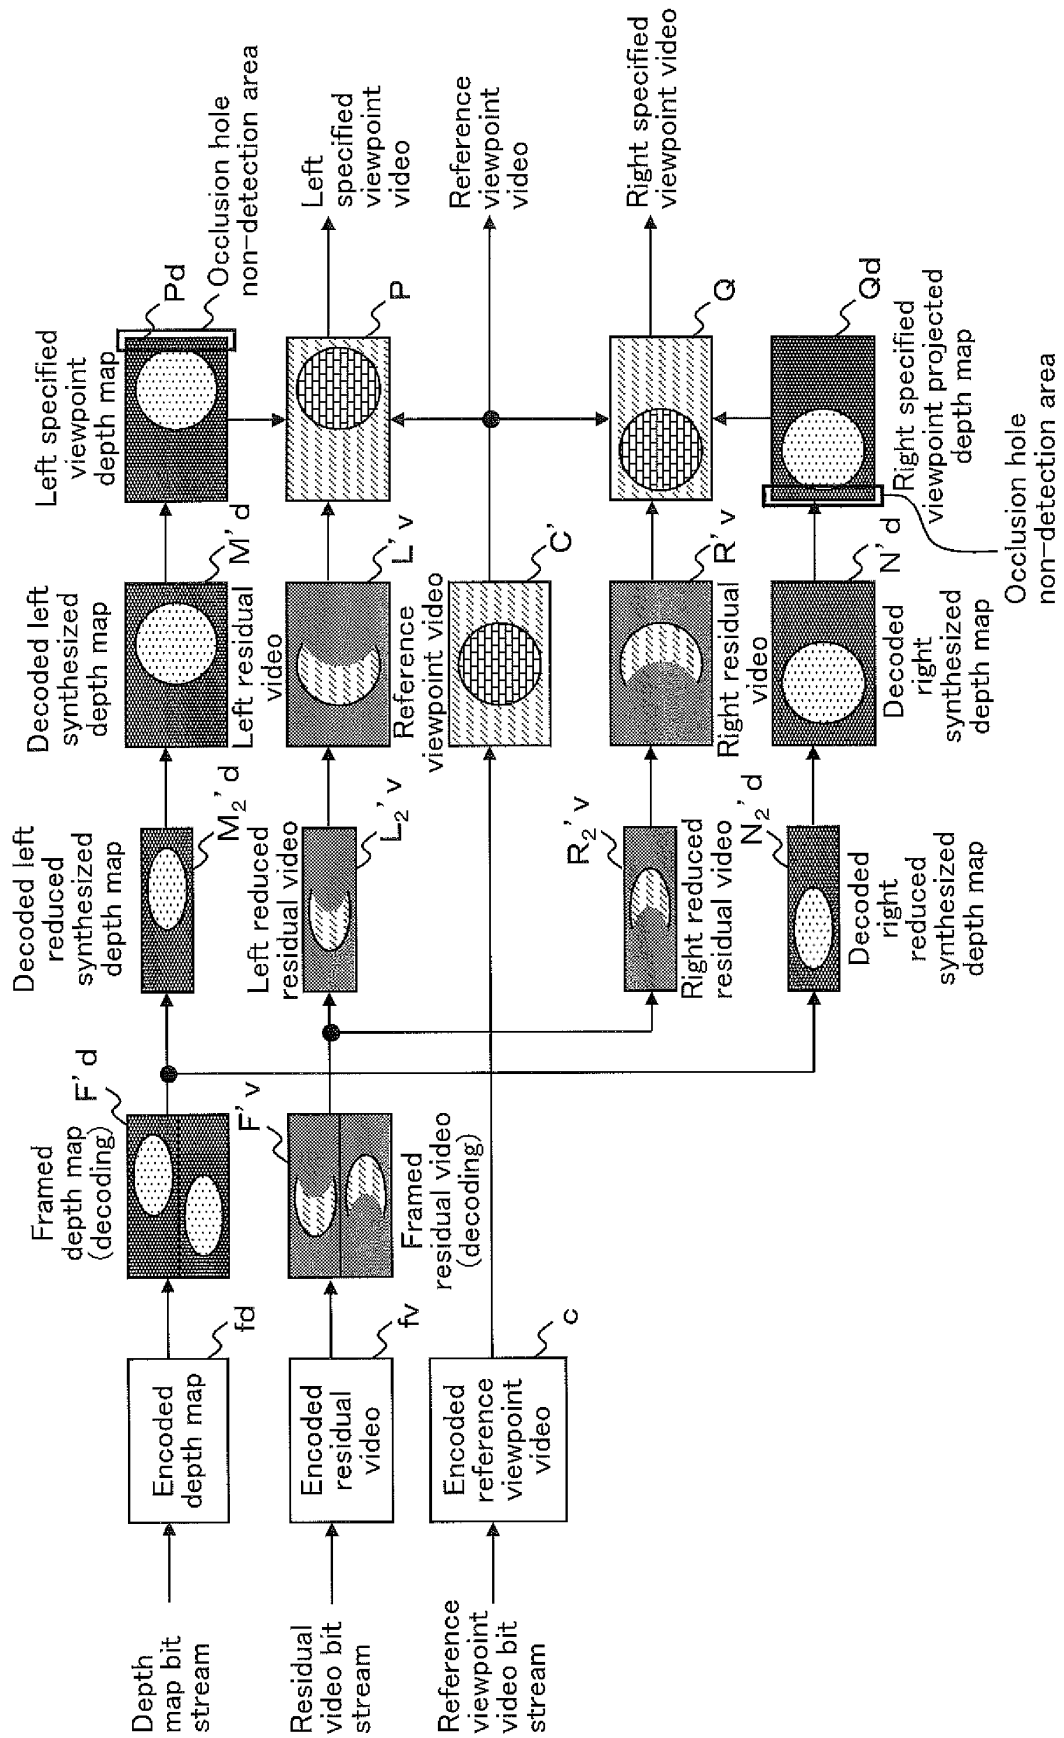 Depth
map bit
stream
Residual
video bit
stream
Reference
viewpoint
video bit
stream
Encoded
depth map
fd
Encoded
residual
video
fv
Encoded
reference
viewpoint
video
c
Framed
depth map
(decoding)
F'd
F'v
Framed
residual video
(decoding)
Decoded left
reduced
synthesized
depth map
M₂'d
Left reduced
residual video
L₂'v
R₂'v
Right reduced
residual video
N₂'d
Decoded
right
reduced
synthesized
depth map
Decoded left
synthesized
depth map
M'd
Left residual
video
L'v
Reference
viewpoint video
C'
R'v
Right residual
video
N'd
Decoded
right
synthesized
depth map
Left specified
viewpoint
depth map
Pd
Occlusion hole
non-detection area
P
Left
specified
viewpoint
video
Reference
viewpoint
video
Right specified
viewpoint video
Q
Qd
Right specified
viewpoint projected
depth map
Occlusion hole
non-detection area